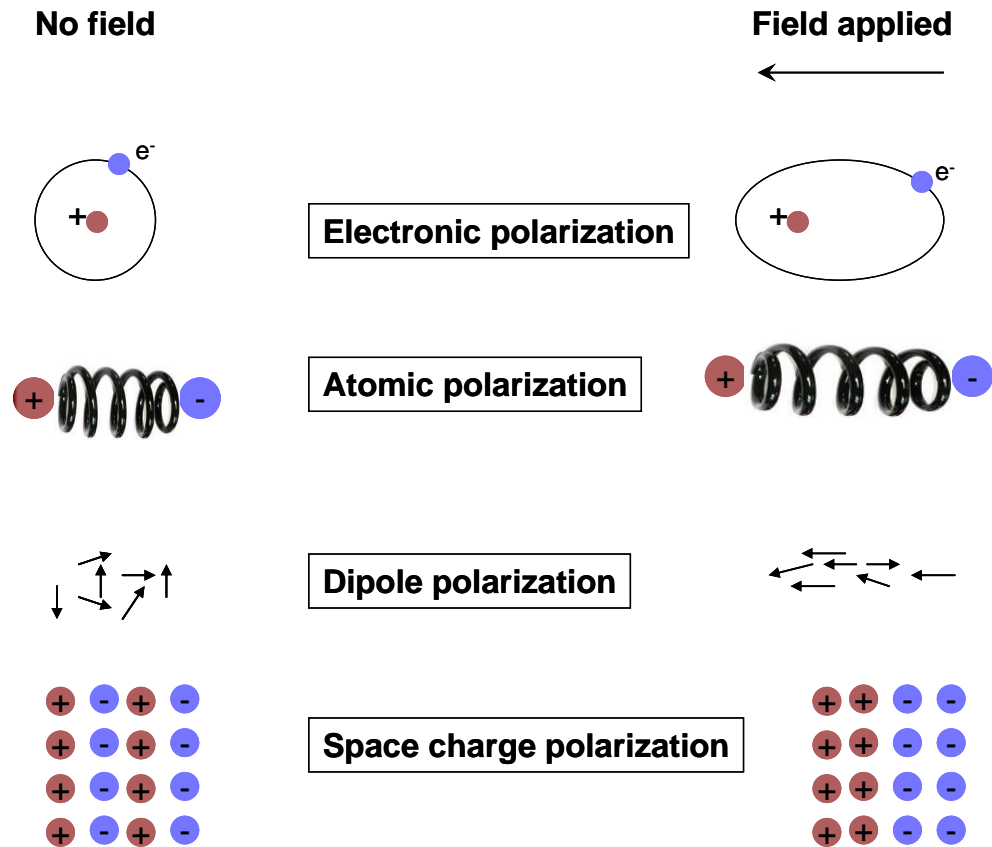 No field
Field applied
e-
e-
+
+
Electronic polarization
Atomic polarization
+
-
+
-
Dipole polarization
+ - + -
+ + - -
Space charge polarization
+ - + -
+ + - -
+ - + -
+ + - -
+ - + -
+ + - -